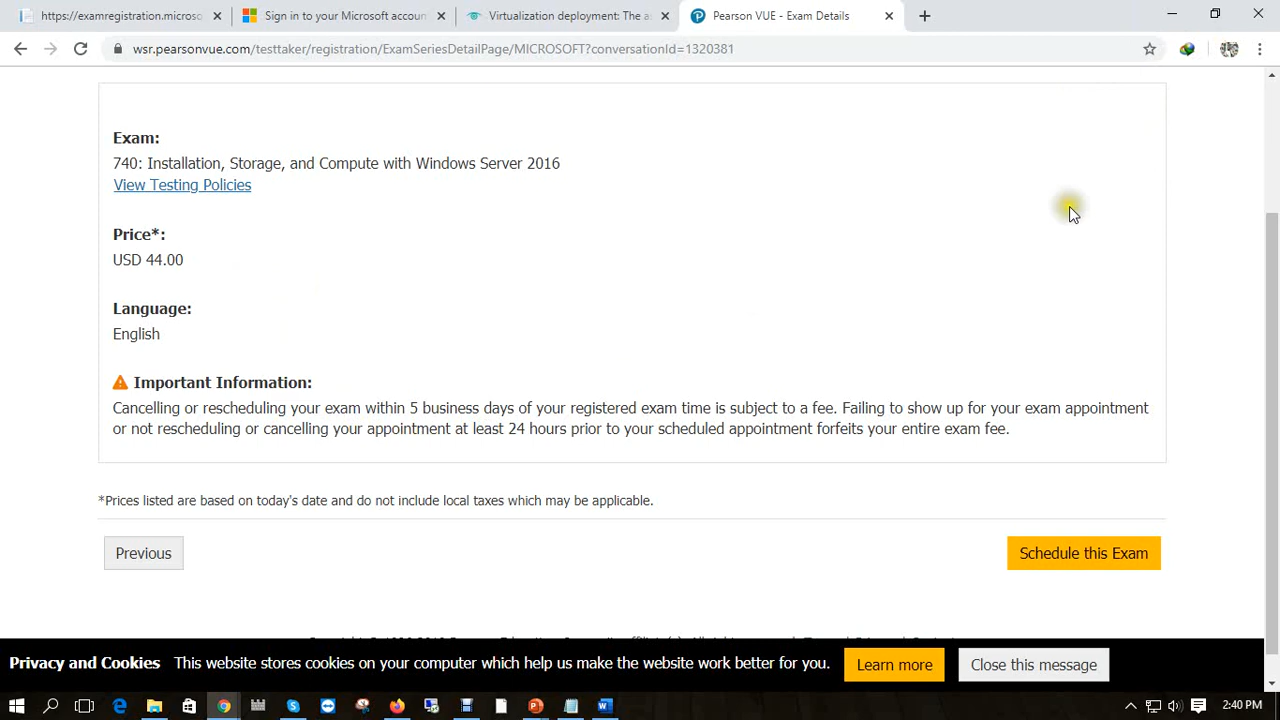 https://examregistration.microso
Sign in to your Microsoft accoun
Virtualization deployment: The a
Pearson VUE - Exam Details
wsr.pearsonvue.com/testtaker/registration/ExamSeriesDetailPage/MICROSOFT?conversationId=1320381
Exam:
740: Installation, Storage, and Compute with Windows Server 2016
View Testing Policies
Price*:
USD 44.00
Language:
English
Important Information:
Cancelling or rescheduling your exam within 5 business days of your registered exam time is subject to a fee. Failing to show up for your exam appointment
or not rescheduling or cancelling your appointment at least 24 hours prior to your scheduled appointment forfeits your entire exam fee.
*Prices listed are based on today's date and do not include local taxes which may be applicable.
Previous
Schedule this Exam
Privacy and Cookies This website stores cookies on your computer which help us make the website work better for you.
Learn more
Close this message
2:40 PM